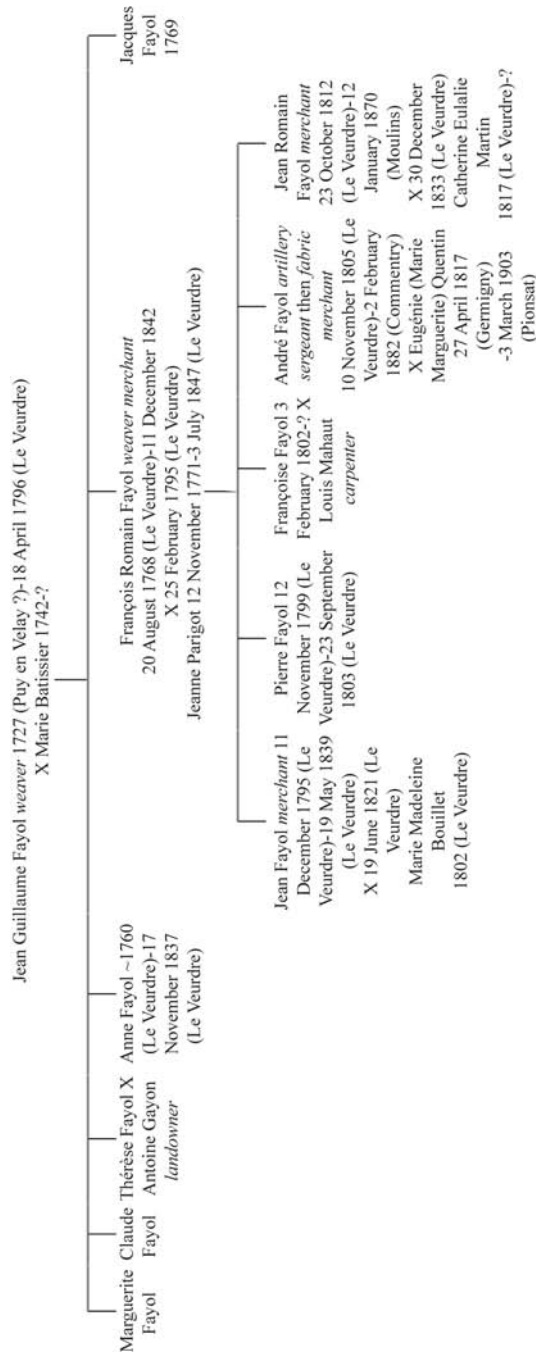 Jean Guillaume Fayol weaver 1727 (Puy en Velay ?)-18 April 1796 (Le Veurdre)
X Marie Batissier 1742-?
Marguerite
Fayol
Claude
Fayol
Thérèse Fayol X
Antoine Gayon
landowner
Anne Fayol ~1760
(Le Veurdre)-17
November 1837
(Le Veurdre)
François Romain Fayol weaver merchant
20 August 1768 (Le Veurdre)-11 December 1842
X 25 February 1795 (Le Veurdre)
Jeanne Parigot 12 November 1771-3 July 1847 (Le Veurdre)
Jacques
Fayol
1769
Jean Fayol merchant 11
December 1795 (Le
Veurdre)-19 May 1839
(Le Veurdre)
X 19 June 1821 (Le
Veurdre)
Marie Madeleine
Bouillet
1802 (Le Veurdre)
Pierre Fayol 12
November 1799 (Le
Veurdre)-23 September
1803 (Le Veurdre)
Françoise Fayol 3
February 1802-? X
Louis Mahaut
carpenter
André Fayol artillery
sergeant then fabric
merchant
10 November 1805 (Le
Veurdre)-2 February
1882 (Commentry)
X Eugénie (Marie
Marguerite) Quentin
27 April 1817
(Germigny)
-3 March 1903
(Pionsat)
Jean Romain
Fayol merchant
23 October 1812
(Le Veurdre)-12
January 1870
(Moulins)
X 30 December
1833 (Le Veurdre)
Catherine Eulalie
Martin
1817 (Le Veurdre)-?